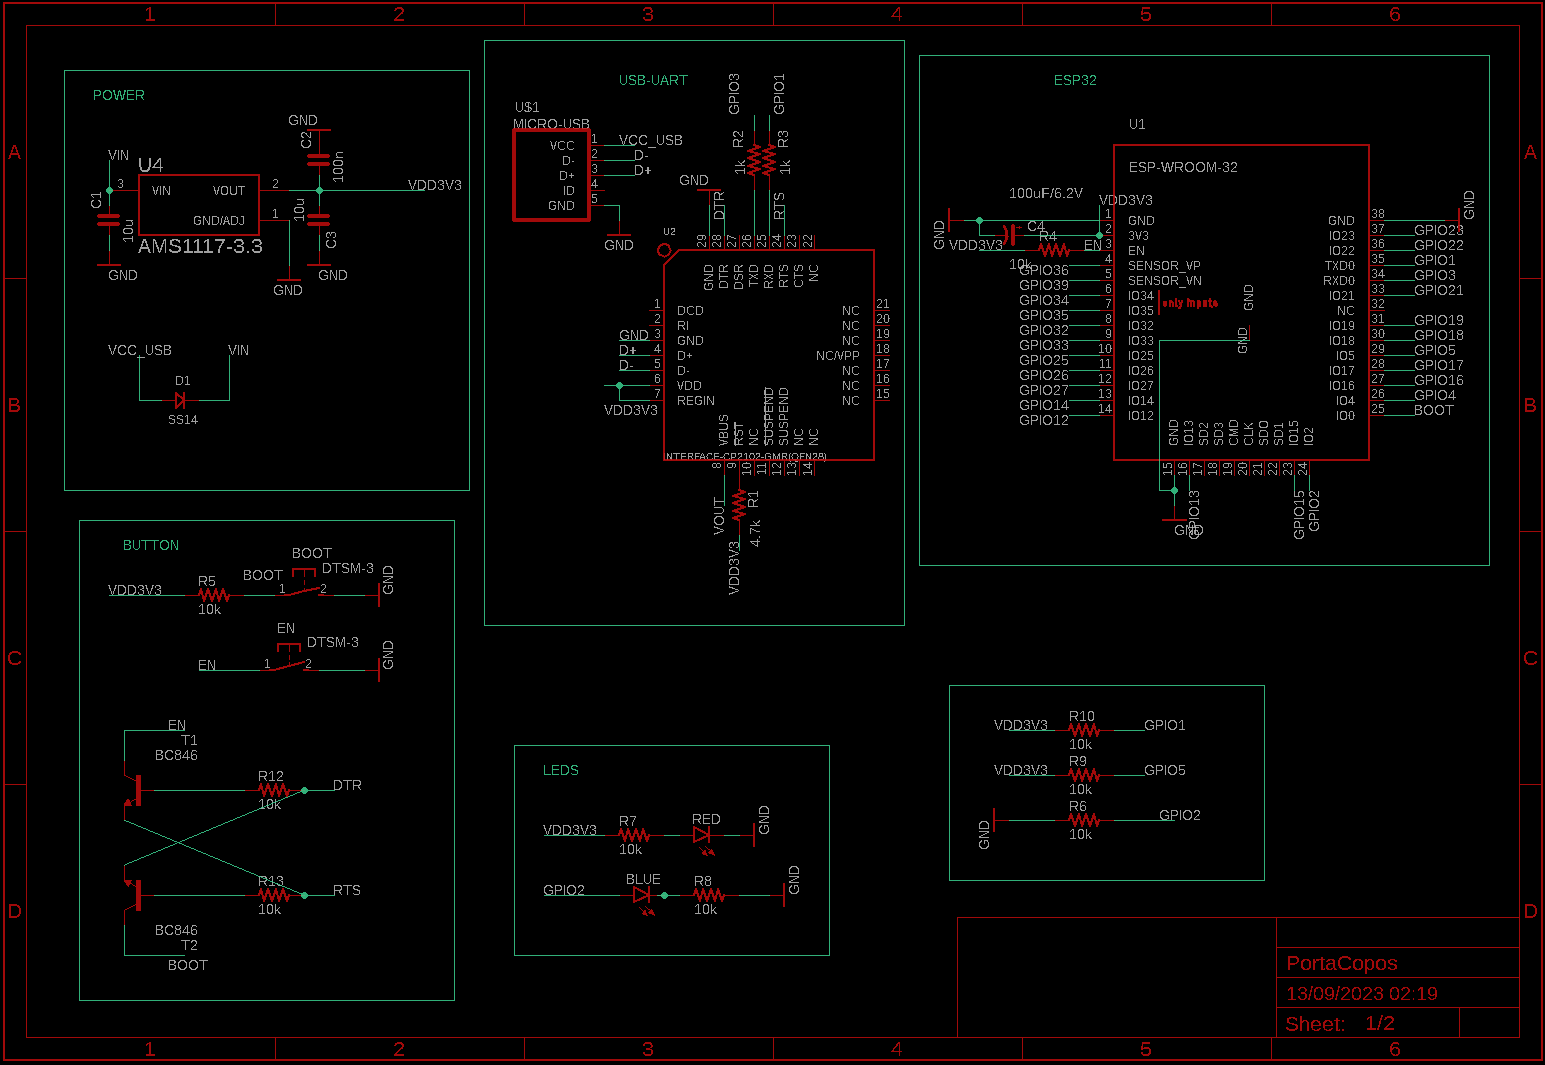 1 2 3 4 5 6
A
B
C
D
POWER
VIN
U4
3
VIN
VOUT
2
GND/ADJ
1
AMS1117-3.3
C1
10u
GND
GND
C2
100n
VDD3V3
10u
C3
GND
GND
VCC_USB
VIN
D1
SS14
USB-UART
U$1
MICRO-USB
VCC 1 VCC_USB
D- 2 D-
D+ 3 D+
ID 4
GND 5
GND
GPIO3
GPIO1
R2
1k
R3
1k
GND
DTR
RTS
U2
29 28 27 26 25 24 23 22
GND DTR DSR TXD RXD RTS CTS NC
1 DCD
2 RI
GND 3 GND
D+ 4 D+
D- 5 D-
6 VDD
7 REGIN
VDD3V3
NC 21
NC 20
NC 19
NC/VPP 18
NC 17
NC 16
NC 15
VBUS RST NC SUSPEND SUSPEND NC NC
NTERFACE-CP2102-GMR(QFN28)
8 9 10 11 12 13 14
VOUT
R1
4.7k
VDD3V3
ESP32
U1
ESP-WROOM-32
100uF/6.2V
VDD3V3
GND
C4
VDD3V3
R4
10k
EN
1 GND
2 3V3
3 EN
GPIO36 4 SENSOR_VP
GPIO39 5 SENSOR_VN
GPIO34 6 IO34
GPIO35 7 IO35
only inputs
GPIO32 8 IO32
GPIO33 9 IO33
GPIO25 10 IO25
GPIO26 11 IO26
GPIO27 12 IO27
GPIO14 13 IO14
GPIO12 14 IO12
GND
GND
GND 38
GND
IO23 37 GPIO23
IO22 36 GPIO22
TXD0 35 GPIO1
RXD0 34 GPIO3
IO21 33 GPIO21
NC 32
IO19 31 GPIO19
IO18 30 GPIO18
IO5 29 GPIO5
IO17 28 GPIO17
IO16 27 GPIO16
IO4 26 GPIO4
IO0 25 BOOT
GND IO13 SD2 SD3 CMD CLK SD0 SD1 IO15 IO2
15 16 17 18 19 20 21 22 23 24
GND
GPIO13
GPIO15
GPIO2
BUTTON
VDD3V3
R5
10k
BOOT
BOOT
DTSM-3
1 2
GND
EN
EN
DTSM-3
1 2
GND
EN
T1
BC846
R12
10k
DTR
R13
10k
RTS
BC846
T2
BOOT
LEDS
VDD3V3
R7
10k
RED
GND
GPIO2
BLUE
R8
10k
GND
VDD3V3
R10
10k
GPIO1
VDD3V3
R9
10k
GPIO5
GND
R6
10k
GPIO2
PortaCopos
13/09/2023 02:19
Sheet: 1/2
A
B
C
D
1 2 3 4 5 6